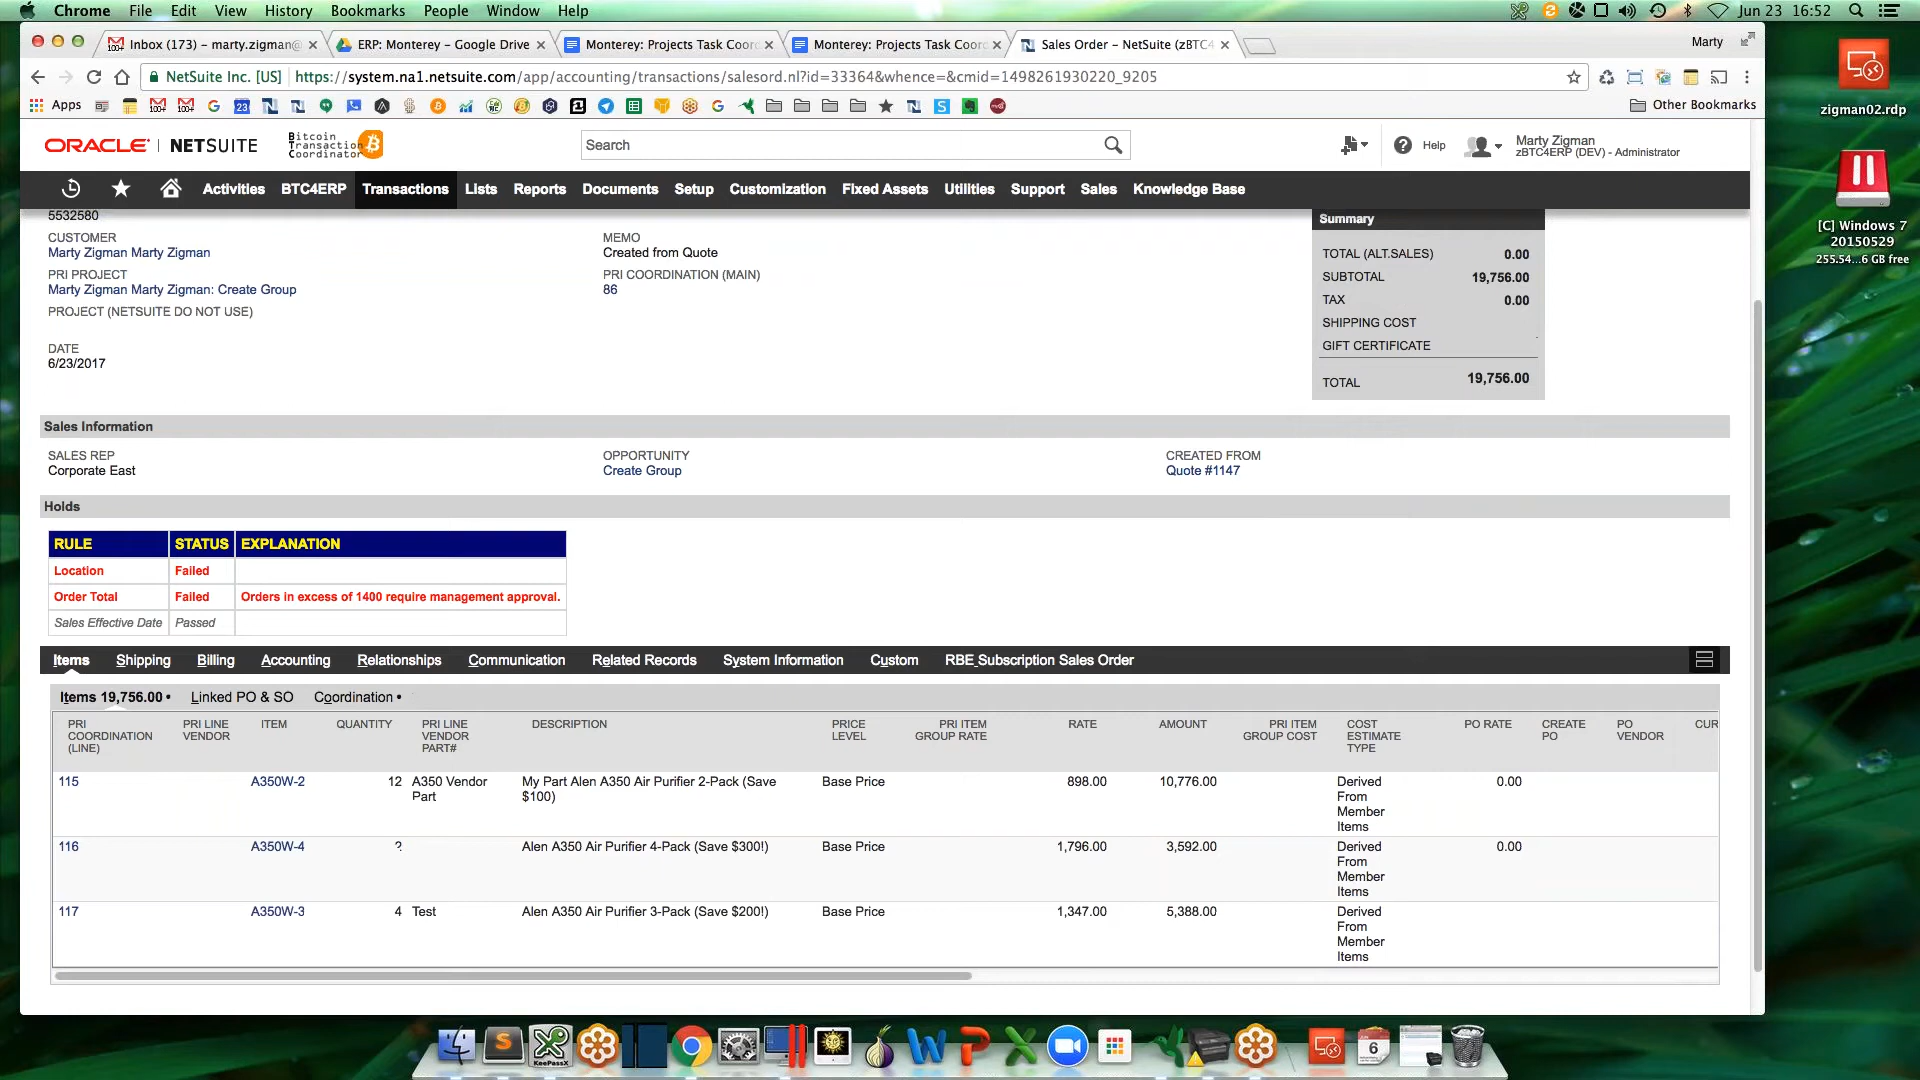 Chrome File Edit View History Bookmarks People Window Help Jun 23 16:52
Inbox (173) – marty.zigman@ ERP: Monterey – Google Drive Monterey: Projects Task Coord Monterey: Projects Task Coord Sales Order – NetSuite (zBTC4 Marty
NetSuite Inc. [US] https://system.na1.netsuite.com/app/accounting/transactions/salesord.nl?id=33364&whence=&cmid=1498261930220_9205
Apps Other Bookmarks
zigman02.rdp
[C] Windows 7
20150529
255.54...6 GB free
ORACLE NETSUITE Bitcoin Transaction Coordinator Search Help Marty Zigman
zBTC4ERP (DEV) - Administrator
Activities BTC4ERP Transactions Lists Reports Documents Setup Customization Fixed Assets Utilities Support Sales Knowledge Base
5532580
CUSTOMER
Marty Zigman Marty Zigman
PRI PROJECT
Marty Zigman Marty Zigman: Create Group
PROJECT (NETSUITE DO NOT USE)
DATE
6/23/2017
MEMO
Created from Quote
PRI COORDINATION (MAIN)
86
Summary
TOTAL (ALT.SALES) 0.00
SUBTOTAL 19,756.00
TAX 0.00
SHIPPING COST
GIFT CERTIFICATE
TOTAL 19,756.00
Sales Information
SALES REP
Corporate East
OPPORTUNITY
Create Group
CREATED FROM
Quote #1147
Holds
RULE STATUS EXPLANATION
Location Failed
Order Total Failed Orders in excess of 1400 require management approval.
Sales Effective Date Passed
Items Shipping Billing Accounting Relationships Communication Related Records System Information Custom RBE Subscription Sales Order
Items 19,756.00 • Linked PO & SO Coordination •
PRI COORDINATION (LINE) PRI LINE VENDOR ITEM QUANTITY PRI LINE VENDOR PART# DESCRIPTION PRICE LEVEL PRI ITEM GROUP RATE RATE AMOUNT PRI ITEM GROUP COST COST ESTIMATE TYPE PO RATE CREATE PO PO VENDOR CUR
115 A350W-2 12 A350 Vendor Part My Part Alen A350 Air Purifier 2-Pack (Save $100) Base Price 898.00 10,776.00 Derived From Member Items 0.00
116 A350W-4 Alen A350 Air Purifier 4-Pack (Save $300!) Base Price 1,796.00 3,592.00 Derived From Member Items 0.00
117 A350W-3 4 Test Alen A350 Air Purifier 3-Pack (Save $200!) Base Price 1,347.00 5,388.00 Derived From Member Items
KeePassX